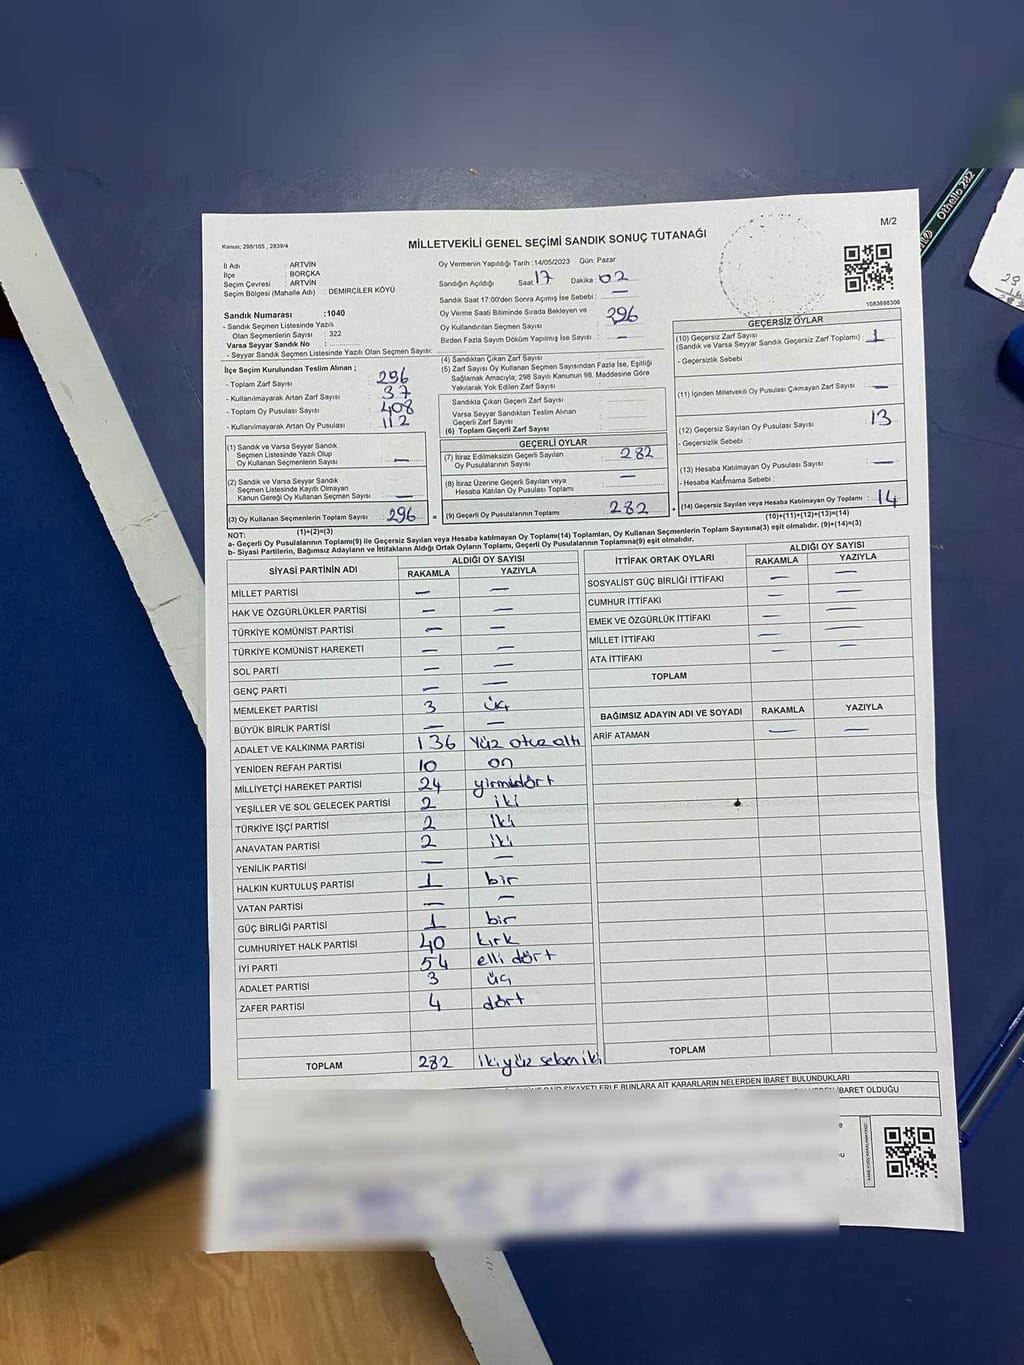 Othello 282
M/2
Kanun; 298/105 , 2839/4
MİLLETVEKİLİ GENEL SEÇİMİ SANDIK SONUÇ TUTANAĞI
1083698306
İl Adı : ARTVİN
İlçe : BORÇKA
Seçim Çevresi : ARTVİN
Seçim Bölgesi (Mahalle Adı) : DEMİRCİLER KÖYÜ
Oy Vermenin Yapıldığı Tarih :14/05/2023 Gün: Pazar
Sandığın Açıldığı Saat: 17 Dakika : 02
Sandık Saat 17:00'den Sonra Açımış İse Sebebi : —
Oy Verme Saati Bitiminde Sırada Bekleyen ve
Oy Kullandırılan Seçmen Sayısı
Birden Fazla Sayım Döküm Yapılmış İse Sayısı : —
Sandık Numarası :1040
- Sandık Seçmen Listesinde Yazılı
Olan Seçmenlerin Sayısı : 322
Varsa Seyyar Sandık No :
- Seyyar Sandık Seçmen Listesinde Yazılı Olan Seçmen Sayısı:
İlçe Seçim Kurulundan Teslim Alınan ;
- Toplam Zarf Sayısı
- Kullanılmayarak Artan Zarf Sayısı : 37
- Toplam Oy Pusulası Sayısı : 408
- Kullanılmayarak Artan Oy Pusulası : 112
(1) Sandık ve Varsa Seyyar Sandık
Seçmen Listesinde Yazılı Olup
Oy Kullanan Seçmenlerin Sayısı : —
(2) Sandık ve Varsa Seyyar Sandık
Seçmen Listesinde Kayıtlı Olmayan
Kanun Gereği Oy Kullanan Seçmen Sayısı : —
(3) Oy Kullanan Seçmenlerin Toplam Sayısı : 296 =
(1)+(2)=(3)
(4) Sandıktan Çıkan Zarf Sayısı
(5) Zarf Sayısı Oy Kullanan Seçmen Sayısından Fazla İse, Eşitliği
Sağlamak Amacıyla; 298 Sayılı Kanunun 98. Maddesine Göre
Yakılarak Yok Edilen Zarf Sayısı
Sandıkta Çıkan Geçerli Zarf Sayısı
Varsa Seyyar Sandıktan Teslim Alınan
Geçerli Zarf Sayısı
(6) Toplam Geçerli Zarf Sayısı
GEÇERLİ OYLAR
(7) İtiraz Edilmeksizin Geçerli Sayılan
Oy Pusulalarının Sayısı : 282
(8) İtiraz Üzerine Geçerli Sayılan veya
Hesaba Katılan Oy Pusulası Toplamı : —
(9) Geçerli Oy Pusulalarının Toplamı : 282 +
GEÇERSİZ OYLAR
(10) Geçersiz Zarf Sayısı
(Sandık ve Varsa Seyyar Sandık Geçersiz Zarf Toplamı) : 1
- Geçersizlik Sebebi :
(11) İçinden Milletvekili Oy Pusulası Çıkmayan Zarf Sayısı : —
(12) Geçersiz Sayılan Oy Pusulası Sayısı : 13
- Geçersizlik Sebebi :
(13) Hesaba Katılmayan Oy Pusulası Sayısı : —
- Hesaba Katılmama Sebebi :
(14) Geçersiz Sayılan veya Hesaba Katılmayan Oy Toplamı : 14
(10)+(11)+(12)+(13)=(14)
NOT:
a- Geçerli Oy Pusulalarının Toplamı(9) ile Geçersiz Sayılan veya Hesaba katılmayan Oy Toplamı(14) Toplamları, Oy Kullanan Seçmenlerin Toplam Sayısına(3) eşit olmalıdır. (9)+(14)=(3)
b- Siyasi Partilerin, Bağımsız Adayların ve İttifakların Aldığı Ortak Oyların Toplamı, Geçerli Oy Pusulalarının Toplamına(9) eşit olmalıdır.
SİYASİ PARTİNİN ADI ALDIĞI OY SAYISI
RAKAMLA YAZIYLA
MİLLET PARTİSİ — —
HAK VE ÖZGÜRLÜKLER PARTİSİ — —
TÜRKİYE KOMÜNİST PARTİSİ — —
TÜRKİYE KOMÜNİST HAREKETİ — —
SOL PARTİ — —
GENÇ PARTİ — —
MEMLEKET PARTİSİ 3 üç
BÜYÜK BİRLİK PARTİSİ — —
ADALET VE KALKINMA PARTİSİ 136 Yüz otuz altı
YENİDEN REFAH PARTİSİ 10 on
MİLLİYETÇİ HAREKET PARTİSİ 24 yirmidört
YEŞİLLER VE SOL GELECEK PARTİSİ 2 iki
TÜRKİYE İŞÇİ PARTİSİ 2 iki
ANAVATAN PARTİSİ 2 iki
YENİLİK PARTİSİ — —
HALKIN KURTULUŞ PARTİSİ 1 bir
VATAN PARTİSİ — —
GÜÇ BİRLİĞİ PARTİSİ 1 bir
CUMHURİYET HALK PARTİSİ 40 kırk
İYİ PARTİ 54 elli dört
ADALET PARTİSİ 3 üç
ZAFER PARTİSİ 4 dört
TOPLAM 282 iki yüz seksen iki
İTTİFAK ORTAK OYLARI ALDIĞI OY SAYISI
RAKAMLA YAZIYLA
SOSYALİST GÜÇ BİRLİĞİ İTTİFAKI — —
CUMHUR İTTİFAKI — —
EMEK VE ÖZGÜRLÜK İTTİFAKI — —
MİLLET İTTİFAKI — —
ATA İTTİFAKI — —
TOPLAM
BAĞIMSIZ ADAYIN ADI VE SOYADI RAKAMLA YAZIYLA
ARİF ATAMAN — —
TOPLAM
ŞİKAYETLERLE BUNLARA AİT KARARLARIN NELERDEN İBARET BULUNDUKLARI
İBARET OLDUĞU